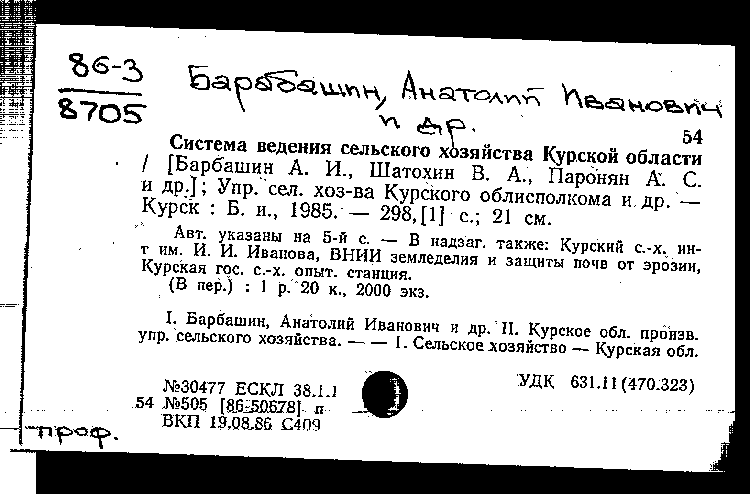 86-3
8705
Барабашин, Анатолий Иванович
и др.
54
Система ведения сельского хозяйства Курской области
/ [Барбашин А. И., Шатохин В. А., Паронян А. С.
и др.]; Упр. сел. хоз-ва Курского облисполкома и др. —
Курск : Б. и., 1985. — 298,[1] с.; 21 см.
Авт. указаны на 5-й с. — В надзаг. также: Курский с.-х. ин-
т им. И. И. Иванова, ВНИИ земледелия и защиты почв от эрозии,
Курская гос. с.-х. опыт. станция.
(В пер.) : 1 р. 20 к., 2000 экз.
I. Барбашин, Анатолий Иванович и др. II. Курское обл. произв.
упр. сельского хозяйства. — — 1. Сельское хозяйство — Курская обл.
УДК 631.11(470.323)
№30477 ЕСКЛ 38.1.1
54 №505 [86-50678] п
ВКП 19.08.86 С409
проф.